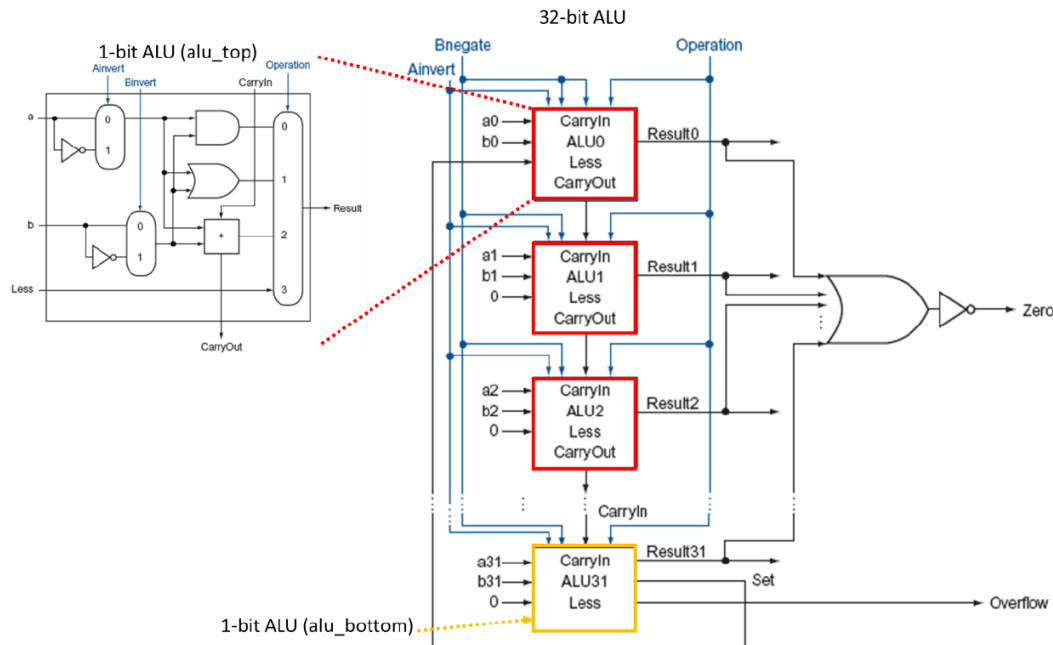 32-bit ALU
1-bit ALU (alu_top)
Ainvert
Binvert
CarryIn
Operation
a
0
1
b
0
1
Less
+
0
1
2
3
Result
CarryOut
Bnegate
Ainvert
Operation
a0
b0
CarryIn
ALU0
Less
CarryOut
Result0
a1
b1
0
CarryIn
ALU1
Less
CarryOut
Result1
a2
b2
0
CarryIn
ALU2
Less
CarryOut
Result2
Zero
CarryIn
a31
b31
0
CarryIn
ALU31
Less
Result31
Set
Overflow
1-bit ALU (alu_bottom)